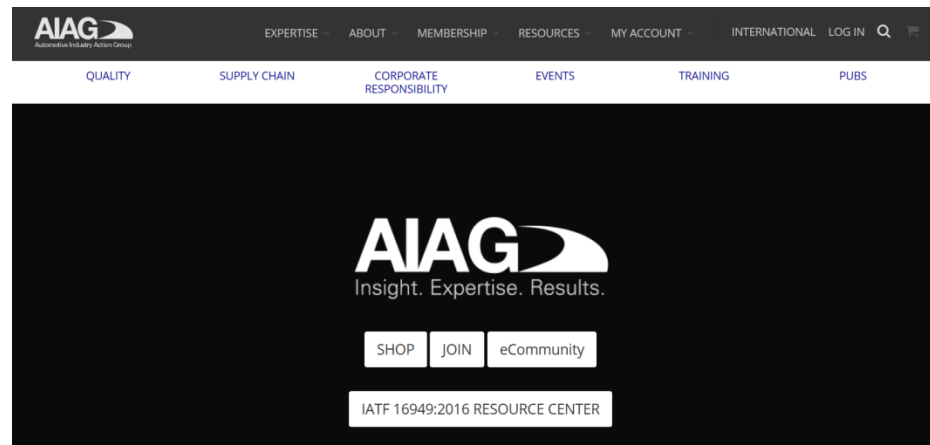 AIAG
Automotive Industry Action Group
EXPERTISE ABOUT MEMBERSHIP RESOURCES MY ACCOUNT INTERNATIONAL LOG IN
QUALITY SUPPLY CHAIN CORPORATE RESPONSIBILITY EVENTS TRAINING PUBS
AIAG
Insight. Expertise. Results.
SHOP JOIN eCommunity
IATF 16949:2016 RESOURCE CENTER